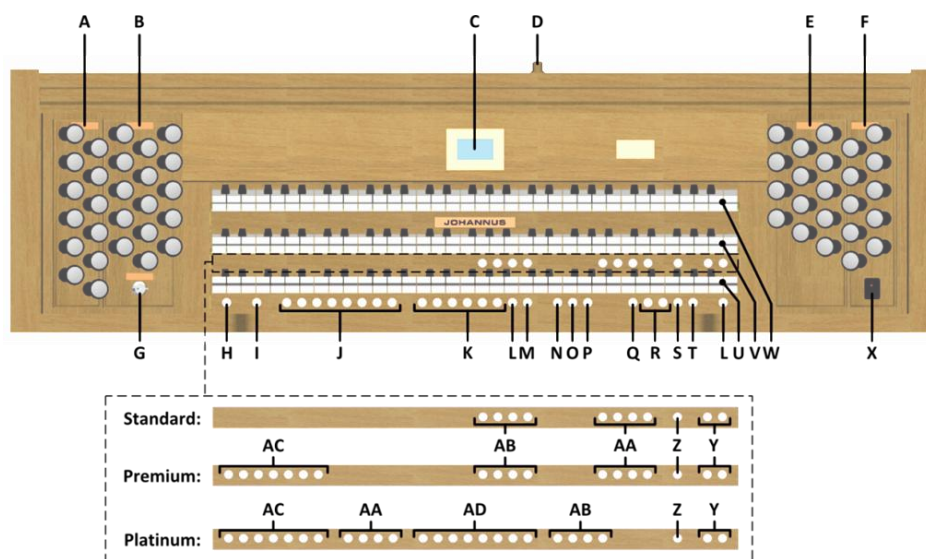 A B C D E F
JOHANNUS
G H I J K L M N O P Q R S T L U V W X
Standard:
AC AB AA Z Y
Premium:
AC AA AD AB Z Y
Platinum: